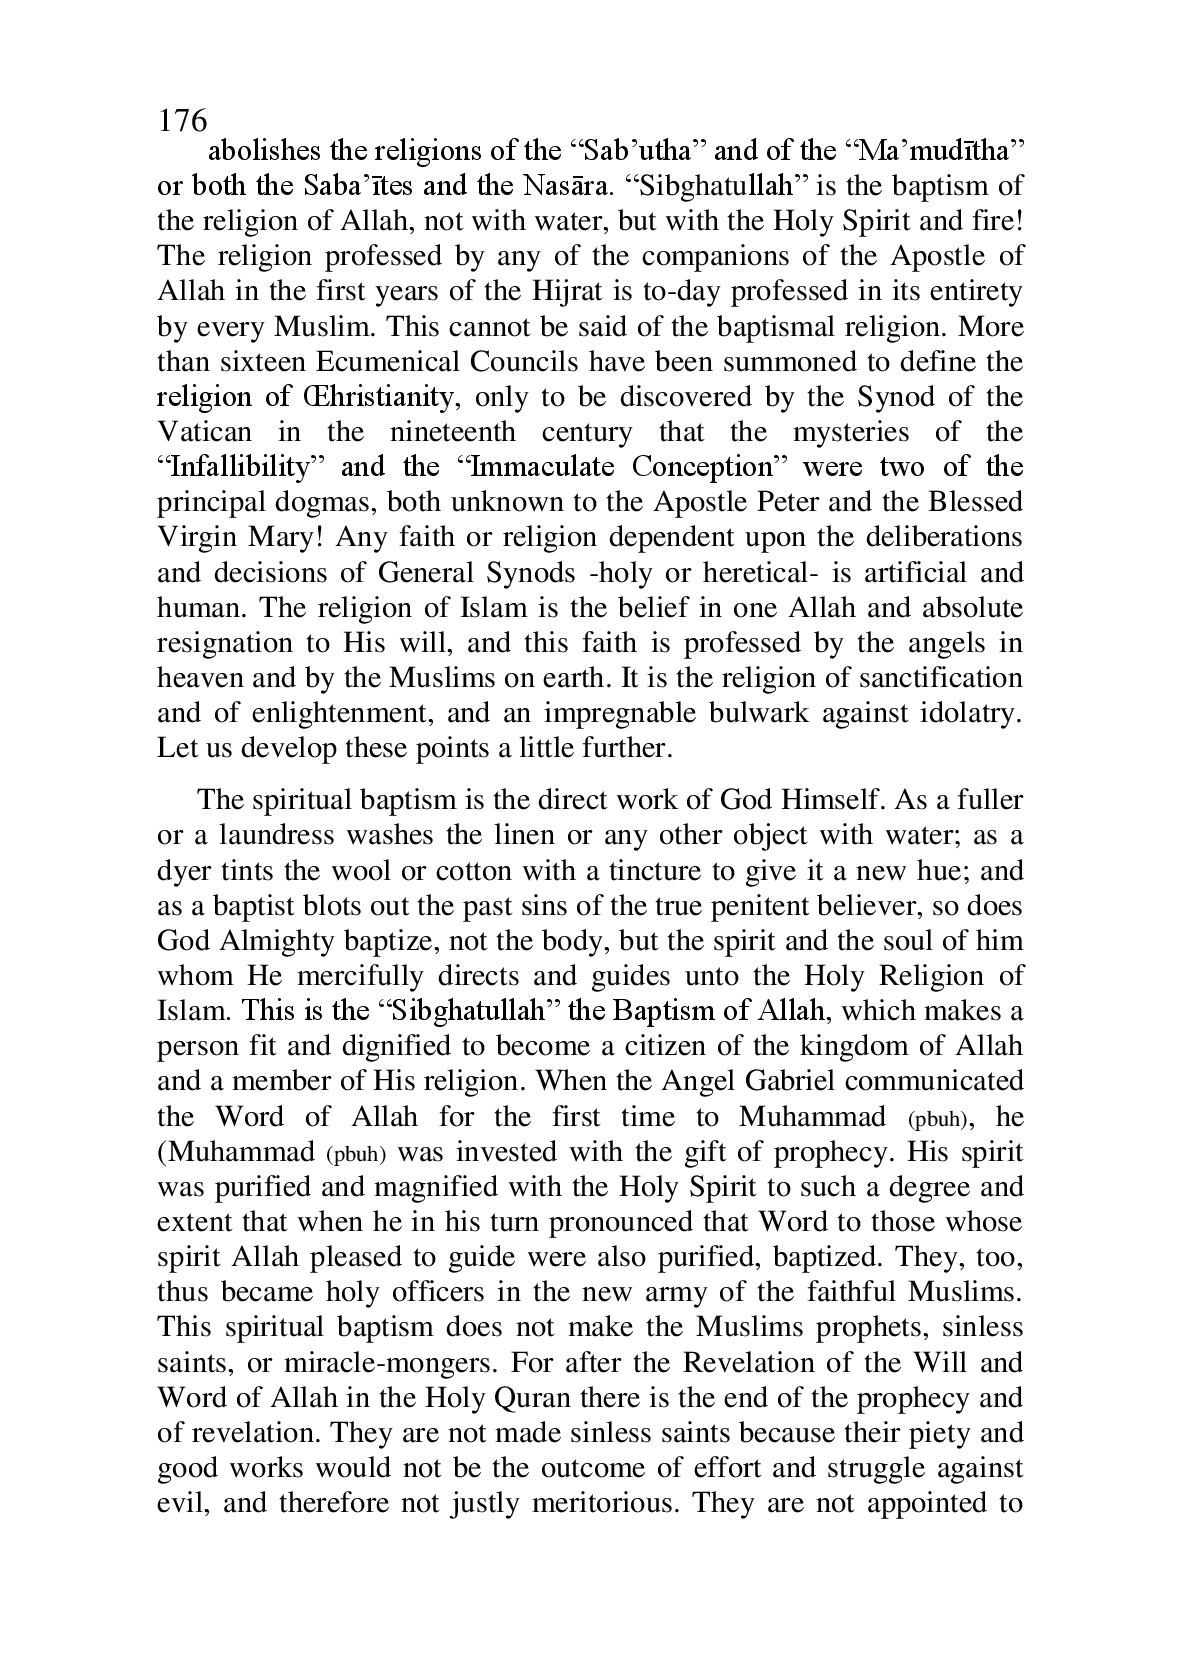 176
abolishes the religions of the “Sab’utha” and of the “Ma’mudītha”
or both the Saba’ītes and the Nasāra. “Sibghatullah” is the baptism of
the religion of Allah, not with water, but with the Holy Spirit and fire!
The religion professed by any of the companions of the Apostle of
Allah in the first years of the Hijrat is to-day professed in its entirety
by every Muslim. This cannot be said of the baptismal religion. More
than sixteen Ecumenical Councils have been summoned to define the
religion of Œhristianity, only to be discovered by the Synod of the
Vatican in the nineteenth century that the mysteries of the
“Infallibility” and the “Immaculate Conception” were two of the
principal dogmas, both unknown to the Apostle Peter and the Blessed
Virgin Mary! Any faith or religion dependent upon the deliberations
and decisions of General Synods -holy or heretical- is artificial and
human. The religion of Islam is the belief in one Allah and absolute
resignation to His will, and this faith is professed by the angels in
heaven and by the Muslims on earth. It is the religion of sanctification
and of enlightenment, and an impregnable bulwark against idolatry.
Let us develop these points a little further.
The spiritual baptism is the direct work of God Himself. As a fuller
or a laundress washes the linen or any other object with water; as a
dyer tints the wool or cotton with a tincture to give it a new hue; and
as a baptist blots out the past sins of the true penitent believer, so does
God Almighty baptize, not the body, but the spirit and the soul of him
whom He mercifully directs and guides unto the Holy Religion of
Islam. This is the “Sibghatullah” the Baptism of Allah, which makes a
person fit and dignified to become a citizen of the kingdom of Allah
and a member of His religion. When the Angel Gabriel communicated
the Word of Allah for the first time to Muhammad (pbuh), he
(Muhammad (pbuh) was invested with the gift of prophecy. His spirit
was purified and magnified with the Holy Spirit to such a degree and
extent that when he in his turn pronounced that Word to those whose
spirit Allah pleased to guide were also purified, baptized. They, too,
thus became holy officers in the new army of the faithful Muslims.
This spiritual baptism does not make the Muslims prophets, sinless
saints, or miracle-mongers. For after the Revelation of the Will and
Word of Allah in the Holy Quran there is the end of the prophecy and
of revelation. They are not made sinless saints because their piety and
good works would not be the outcome of effort and struggle against
evil, and therefore not justly meritorious. They are not appointed to